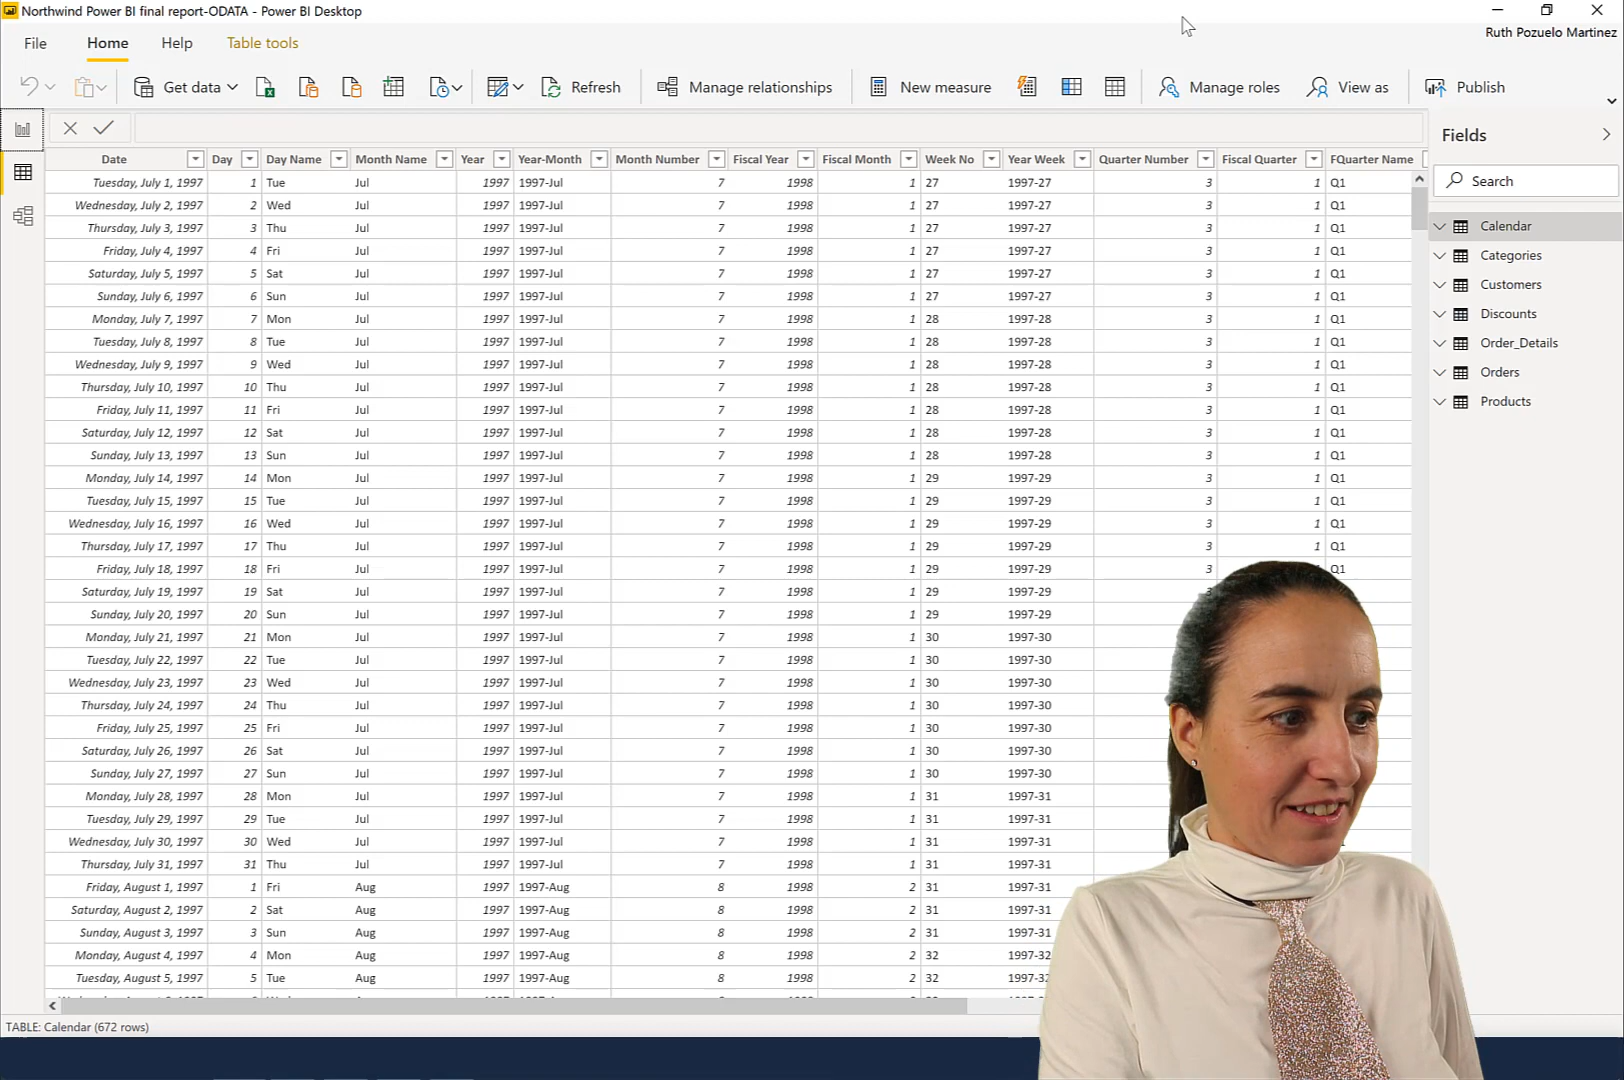 Northwind Power BI final report-ODATA - Power BI Desktop
Ruth Pozuelo Martinez
File Home Help Table tools
Get data Refresh Manage relationships New measure Manage roles View as Publish
Fields
Search
Calendar
Categories
Customers
Discounts
Order_Details
Orders
Products
Date Day Day Name Month Name Year Year-Month Month Number Fiscal Year Fiscal Month Week No Year Week Quarter Number Fiscal Quarter FQuarter Name
Tuesday, July 1, 1997 1 Tue Jul 1997 1997-Jul 7 1998 1 27 1997-27 3 1 Q1
Wednesday, July 2, 1997 2 Wed Jul 1997 1997-Jul 7 1998 1 27 1997-27 3 1 Q1
Thursday, July 3, 1997 3 Thu Jul 1997 1997-Jul 7 1998 1 27 1997-27 3 1 Q1
Friday, July 4, 1997 4 Fri Jul 1997 1997-Jul 7 1998 1 27 1997-27 3 1 Q1
Saturday, July 5, 1997 5 Sat Jul 1997 1997-Jul 7 1998 1 27 1997-27 3 1 Q1
Sunday, July 6, 1997 6 Sun Jul 1997 1997-Jul 7 1998 1 27 1997-27 3 1 Q1
Monday, July 7, 1997 7 Mon Jul 1997 1997-Jul 7 1998 1 28 1997-28 3 1 Q1
Tuesday, July 8, 1997 8 Tue Jul 1997 1997-Jul 7 1998 1 28 1997-28 3 1 Q1
Wednesday, July 9, 1997 9 Wed Jul 1997 1997-Jul 7 1998 1 28 1997-28 3 1 Q1
Thursday, July 10, 1997 10 Thu Jul 1997 1997-Jul 7 1998 1 28 1997-28 3 1 Q1
Friday, July 11, 1997 11 Fri Jul 1997 1997-Jul 7 1998 1 28 1997-28 3 1 Q1
Saturday, July 12, 1997 12 Sat Jul 1997 1997-Jul 7 1998 1 28 1997-28 3 1 Q1
Sunday, July 13, 1997 13 Sun Jul 1997 1997-Jul 7 1998 1 28 1997-28 3 1 Q1
Monday, July 14, 1997 14 Mon Jul 1997 1997-Jul 7 1998 1 29 1997-29 3 1 Q1
Tuesday, July 15, 1997 15 Tue Jul 1997 1997-Jul 7 1998 1 29 1997-29 3 1 Q1
Wednesday, July 16, 1997 16 Wed Jul 1997 1997-Jul 7 1998 1 29 1997-29 3 1 Q1
Thursday, July 17, 1997 17 Thu Jul 1997 1997-Jul 7 1998 1 29 1997-29 3 1 Q1
Friday, July 18, 1997 18 Fri Jul 1997 1997-Jul 7 1998 1 29 1997-29 3 Q1
Saturday, July 19, 1997 19 Sat Jul 1997 1997-Jul 7 1998 1 29 1997-29
Sunday, July 20, 1997 20 Sun Jul 1997 1997-Jul 7 1998 1 29 1997-29
Monday, July 21, 1997 21 Mon Jul 1997 1997-Jul 7 1998 1 30 1997-30
Tuesday, July 22, 1997 22 Tue Jul 1997 1997-Jul 7 1998 1 30 1997-30
Wednesday, July 23, 1997 23 Wed Jul 1997 1997-Jul 7 1998 1 30 1997-30
Thursday, July 24, 1997 24 Thu Jul 1997 1997-Jul 7 1998 1 30 1997-30
Friday, July 25, 1997 25 Fri Jul 1997 1997-Jul 7 1998 1 30 1997-30
Saturday, July 26, 1997 26 Sat Jul 1997 1997-Jul 7 1998 1 30 1997-30
Sunday, July 27, 1997 27 Sun Jul 1997 1997-Jul 7 1998 1 30 1997-30
Monday, July 28, 1997 28 Mon Jul 1997 1997-Jul 7 1998 1 31 1997-31
Tuesday, July 29, 1997 29 Tue Jul 1997 1997-Jul 7 1998 1 31 1997-31
Wednesday, July 30, 1997 30 Wed Jul 1997 1997-Jul 7 1998 1 31 1997-31
Thursday, July 31, 1997 31 Thu Jul 1997 1997-Jul 7 1998 1 31 1997-31
Friday, August 1, 1997 1 Fri Aug 1997 1997-Aug 8 1998 2 31 1997-31
Saturday, August 2, 1997 2 Sat Aug 1997 1997-Aug 8 1998 2 31 1997-31
Sunday, August 3, 1997 3 Sun Aug 1997 1997-Aug 8 1998 2 31 1997-31
Monday, August 4, 1997 4 Mon Aug 1997 1997-Aug 8 1998 2 32 1997-32
Tuesday, August 5, 1997 5 Tue Aug 1997 1997-Aug 8 1998 2 32 1997-32
TABLE: Calendar (672 rows)